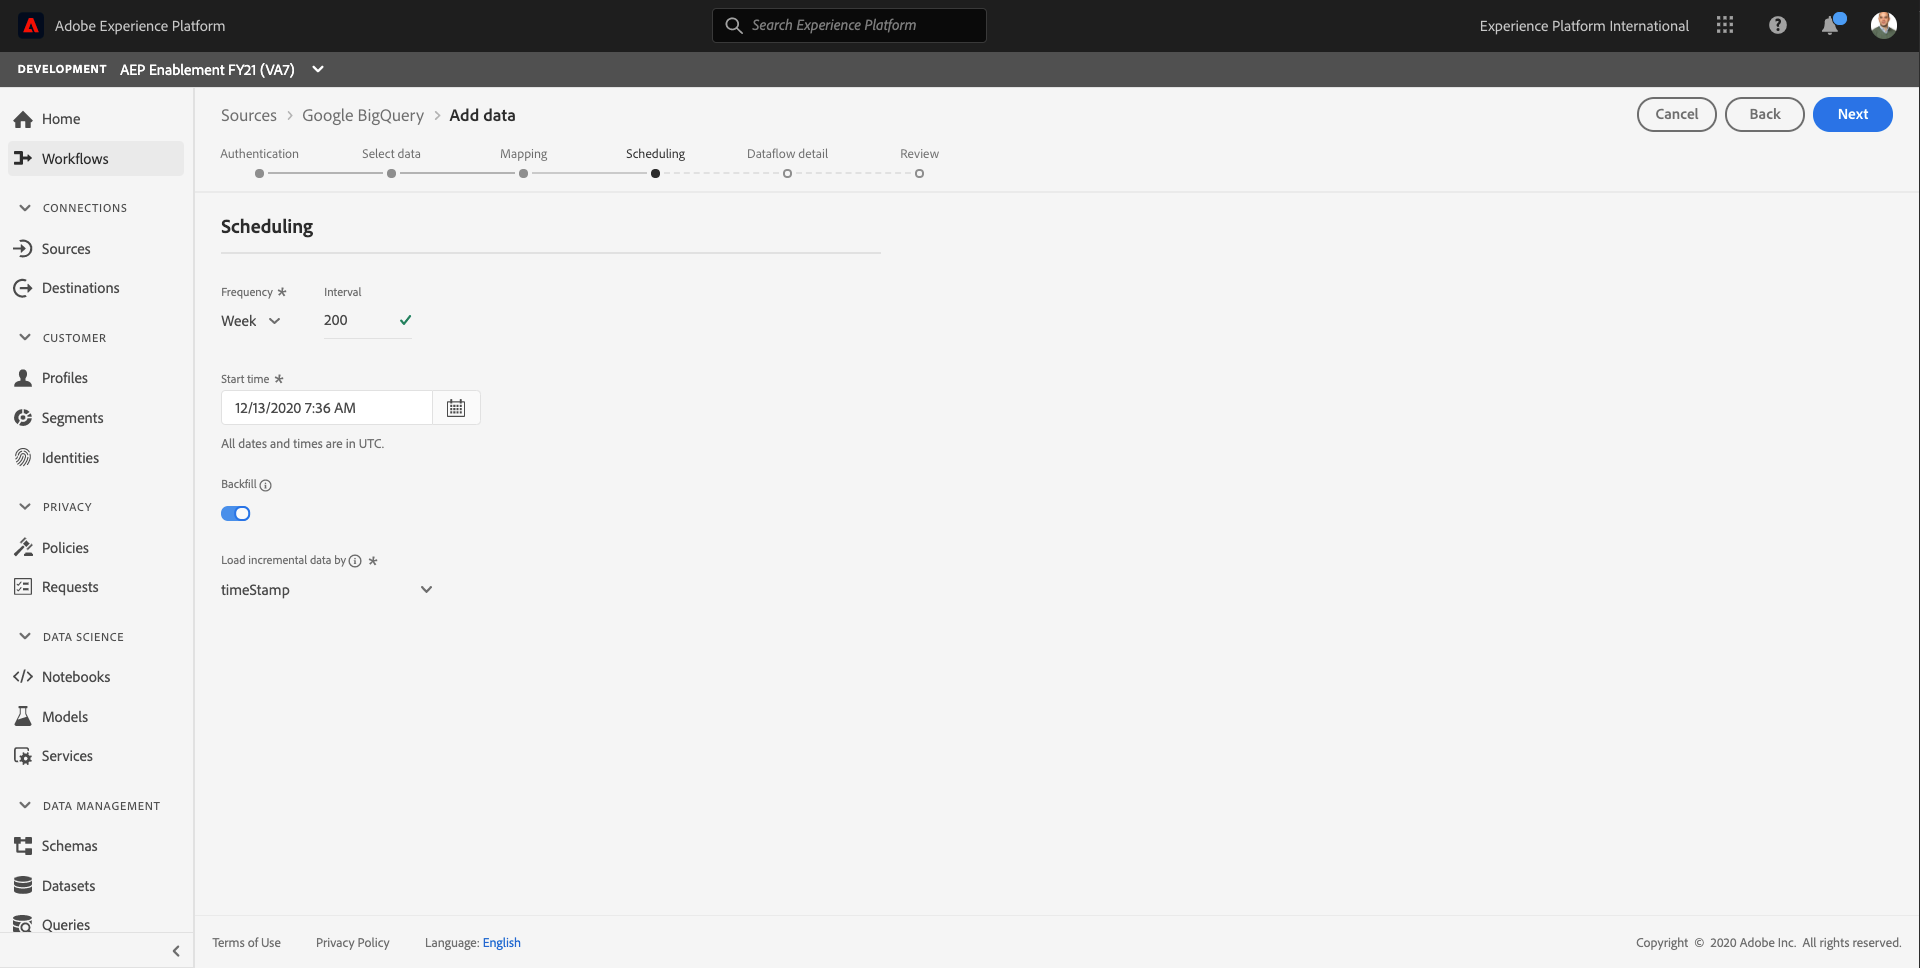 Adobe Experience Platform
Search Experience Platform
Experience Platform International
DEVELOPMENT AEP Enablement FY21 (VA7)
Home
Workflows
CONNECTIONS
Sources
Destinations
CUSTOMER
Profiles
Segments
Identities
PRIVACY
Policies
Requests
DATA SCIENCE
Notebooks
Models
Services
DATA MANAGEMENT
Schemas
Datasets
Queries
Sources > Google BigQuery > Add data
Cancel
Back
Next
Authentication
Select data
Mapping
Scheduling
Dataflow detail
Review
Scheduling
Frequency * Interval
Week 200
Start time *
12/13/2020 7:36 AM
All dates and times are in UTC.
Backfill
Load incremental data by *
timeStamp
Terms of Use
Privacy Policy
Language: English
Copyright © 2020 Adobe Inc. All rights reserved.